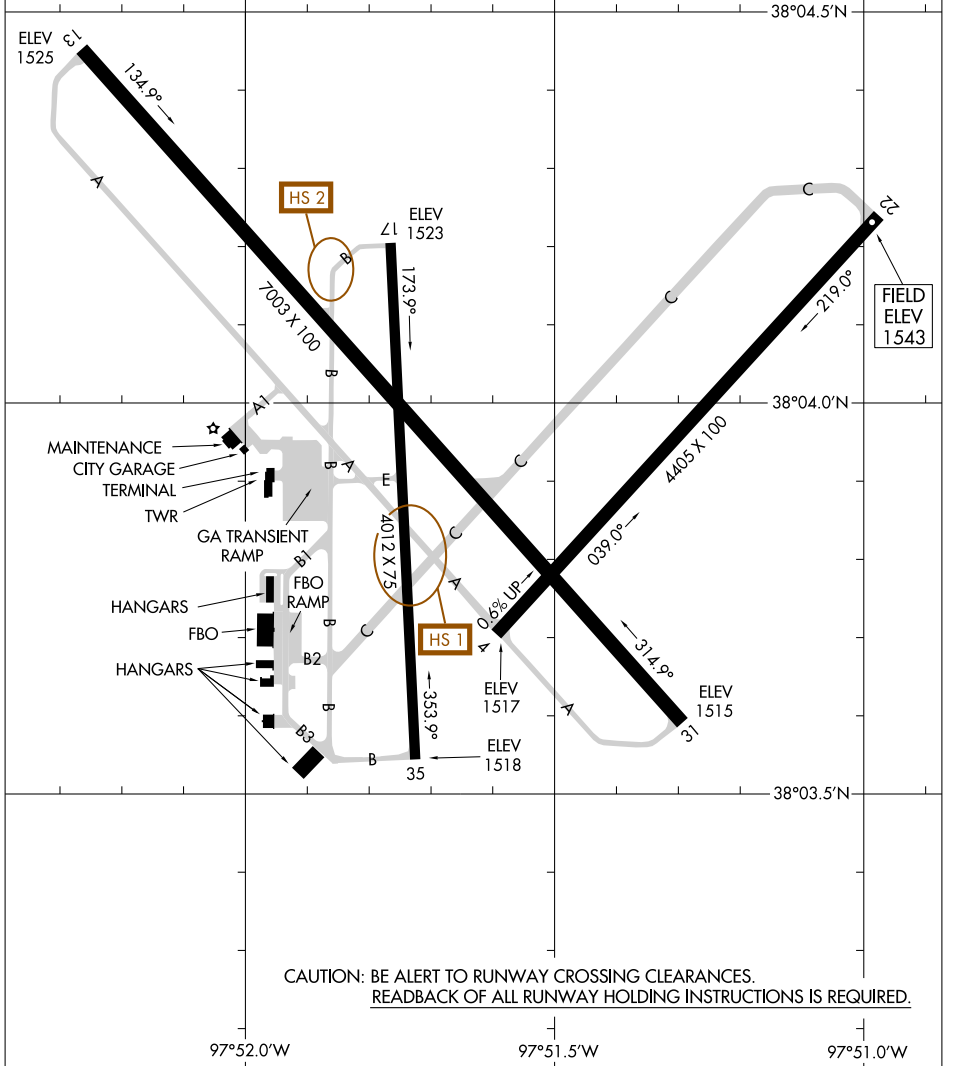 38°04.5'N
ELEV
1525
13
134.9°
A
HS 2
C
22
ELEV
1523
17
B
173.9°
C
219.0°
FIELD
ELEV
1543
7003 X 100
B
38°04.0'N
A1
MAINTENANCE
CITY GARAGE
TERMINAL
TWR
B
A
E
C
4405 X 100
GA TRANSIENT
RAMP
4012 X 75
C
039.0°
B1
FBO
RAMP
A
0.6% UP
HANGARS
FBO
B
C
HS 1
A
314.9°
HANGARS
B2
353.9°
ELEV
1517
ELEV
1515
31
B
A
B3
B
35
ELEV
1518
38°03.5'N
CAUTION: BE ALERT TO RUNWAY CROSSING CLEARANCES.
READBACK OF ALL RUNWAY HOLDING INSTRUCTIONS IS REQUIRED.
97°52.0'W
97°51.5'W
97°51.0'W